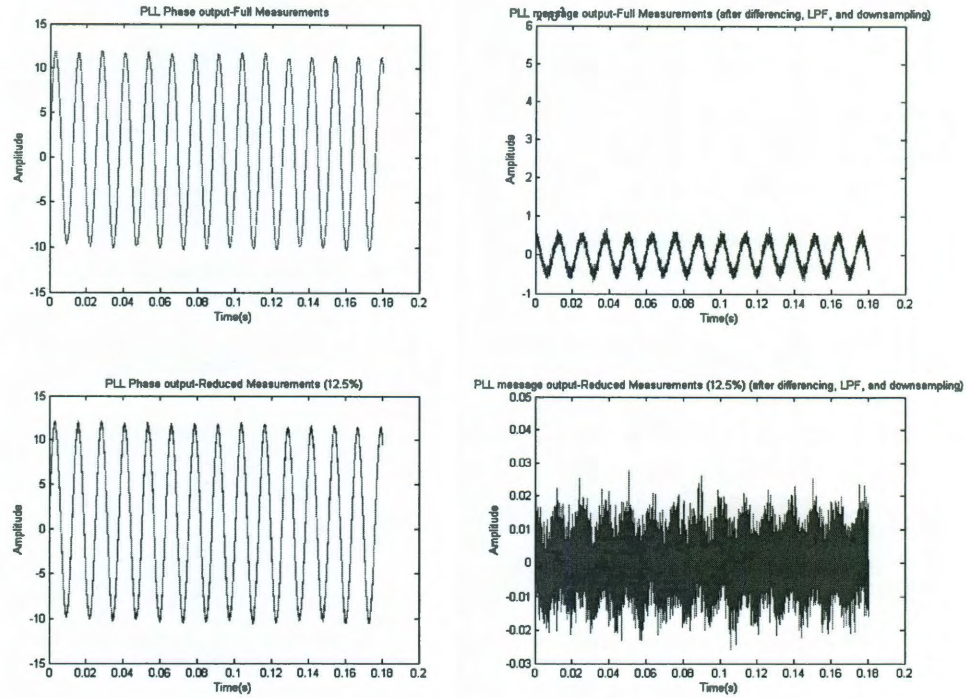 PLL Phase output-Full Measurements
15
10
5
0
-5
-10
-15
Amplitude
0 0.02 0.04 0.06 0.08 0.1 0.12 0.14 0.16 0.18 0.2
Time(s)
PLL message output-Full Measurements (after differencing, LPF, and downsampling)
6
5
4
3
2
1
0
-1
Amplitude
0 0.02 0.04 0.06 0.08 0.1 0.12 0.14 0.16 0.18 0.2
Time(s)
PLL Phase output-Reduced Measurements (12.5%)
15
10
5
0
-5
-10
-15
Amplitude
0 0.02 0.04 0.06 0.08 0.1 0.12 0.14 0.16 0.18 0.2
Time(s)
PLL message output-Reduced Measurements (12.5%) (after differencing, LPF, and downsampling)
0.05
0.04
0.03
0.02
0.01
0
-0.01
-0.02
-0.03
Amplitude
0 0.02 0.04 0.06 0.08 0.1 0.12 0.14 0.16 0.18 0.2
Time(s)